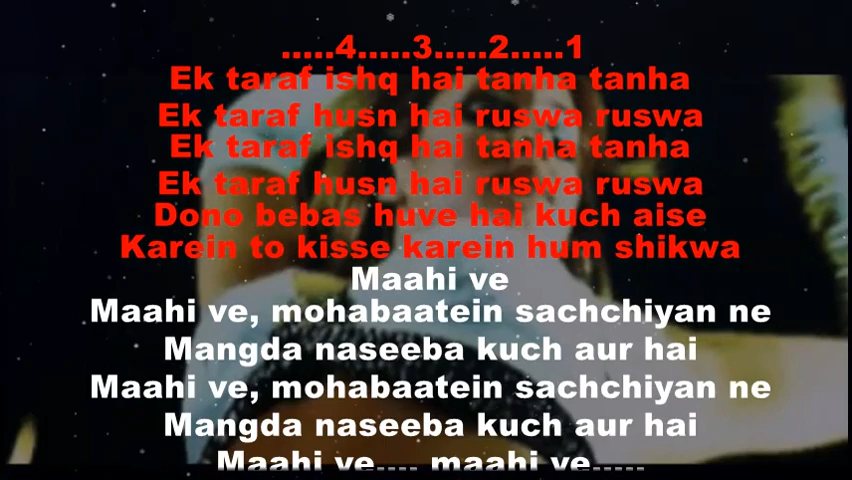 .....4.....3.....2.....1
Ek taraf ishq hai tanha tanha
Ek taraf husn hai ruswa ruswa
Ek taraf ishq hai tanha tanha
Ek taraf husn hai ruswa ruswa
Dono bebas huve hai kuch aise
Karein to kisse karein hum shikwa
Maahi ve
Maahi ve, mohabaatein sachchiyan ne
Mangda naseeba kuch aur hai
Maahi ve, mohabaatein sachchiyan ne
Mangda naseeba kuch aur hai
Maahi ve.... maahi ve.....